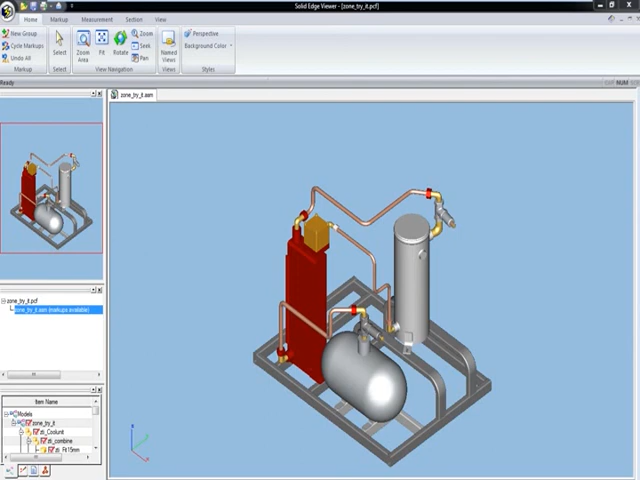 Solid Edge Viewer - [zone_try_it.pcf]
Home Markup Measurement Section View
New Group
Cycle Markups
Undo All
Markup
Select
Select
Zoom Area
Fit
Rotate
Zoom
Seek
Pan
View Navigation
Named Views
Views
Perspective
Background Color
Styles
Ready
NUM
zone_try_it.asm
zone_try_it.pcf
zone_try_it.asm (markups available)
Item Name
Models
zone_try_it
zti_Coolunit
zti_combine